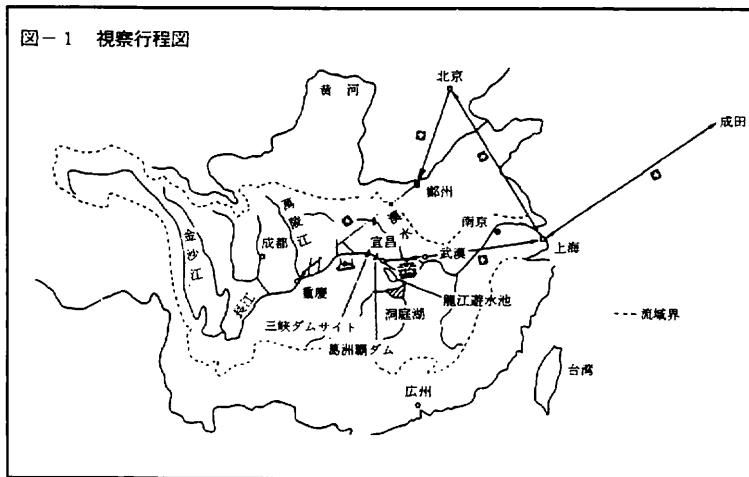 図－1　視察行程図
北京
黄河
成田
鄭州
萬陵江
漢水
南京
金沙江
成都
宜昌
武漢
上海
長江
重慶
龍江遊水池
洞庭湖
三峡ダムサイト
---- 流域界
葛洲覇ダム
台湾
広州